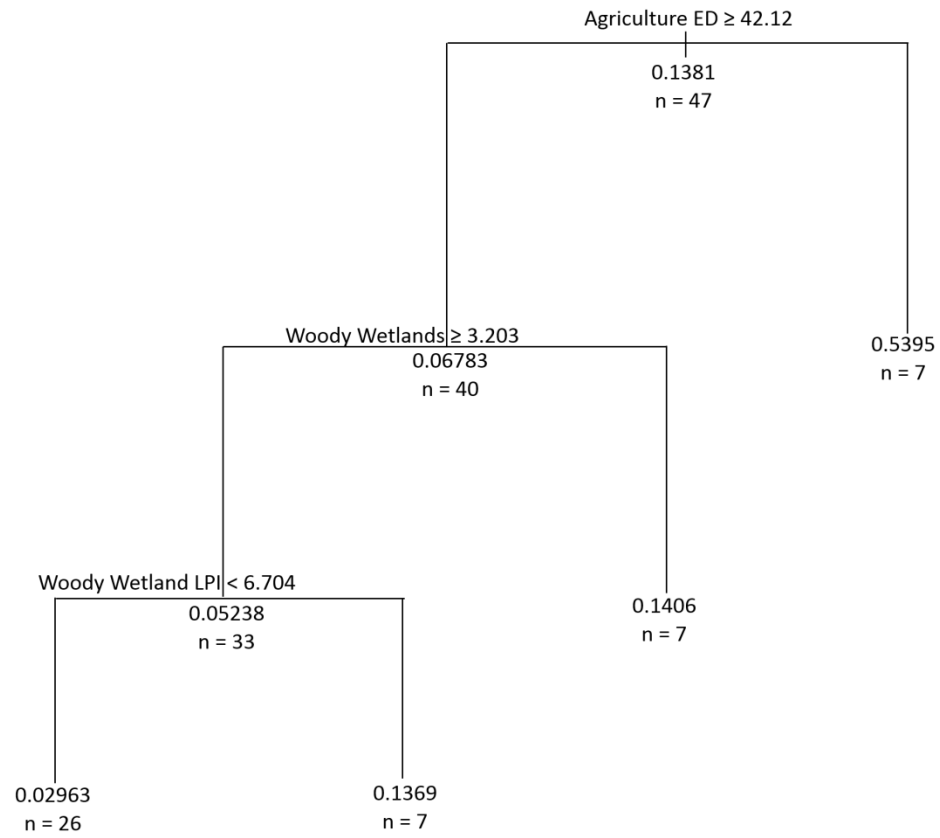 Agriculture ED ≥ 42.12
0.1381
n = 47
Woody Wetlands ≥ 3.203
0.06783
n = 40
0.5395
n = 7
Woody Wetland LPI < 6.704
0.05238
n = 33
0.1406
n = 7
0.02963
n = 26
0.1369
n = 7